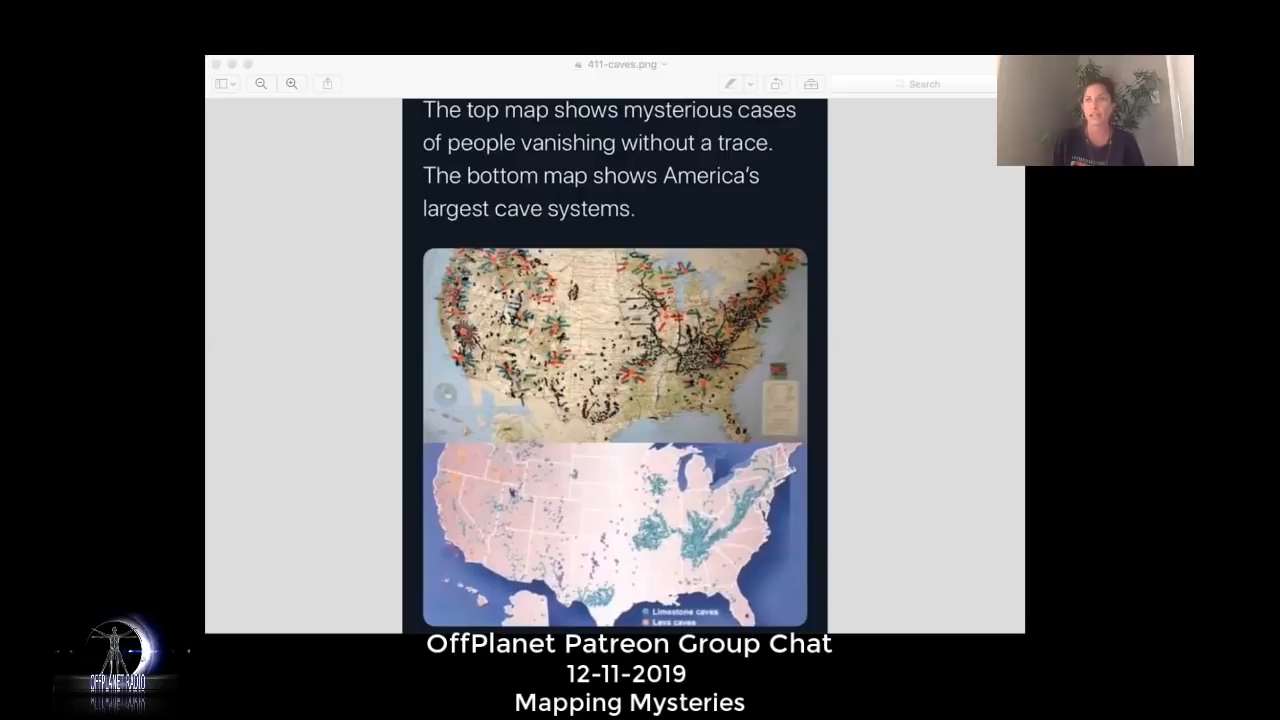 411-caves.png
Search
The top map shows mysterious cases
of people vanishing without a trace.
The bottom map shows America's
largest cave systems.
Limestone caves
Lava caves
OFFPLANET RADIO
OffPlanet Patreon Group Chat
12-11-2019
Mapping Mysteries